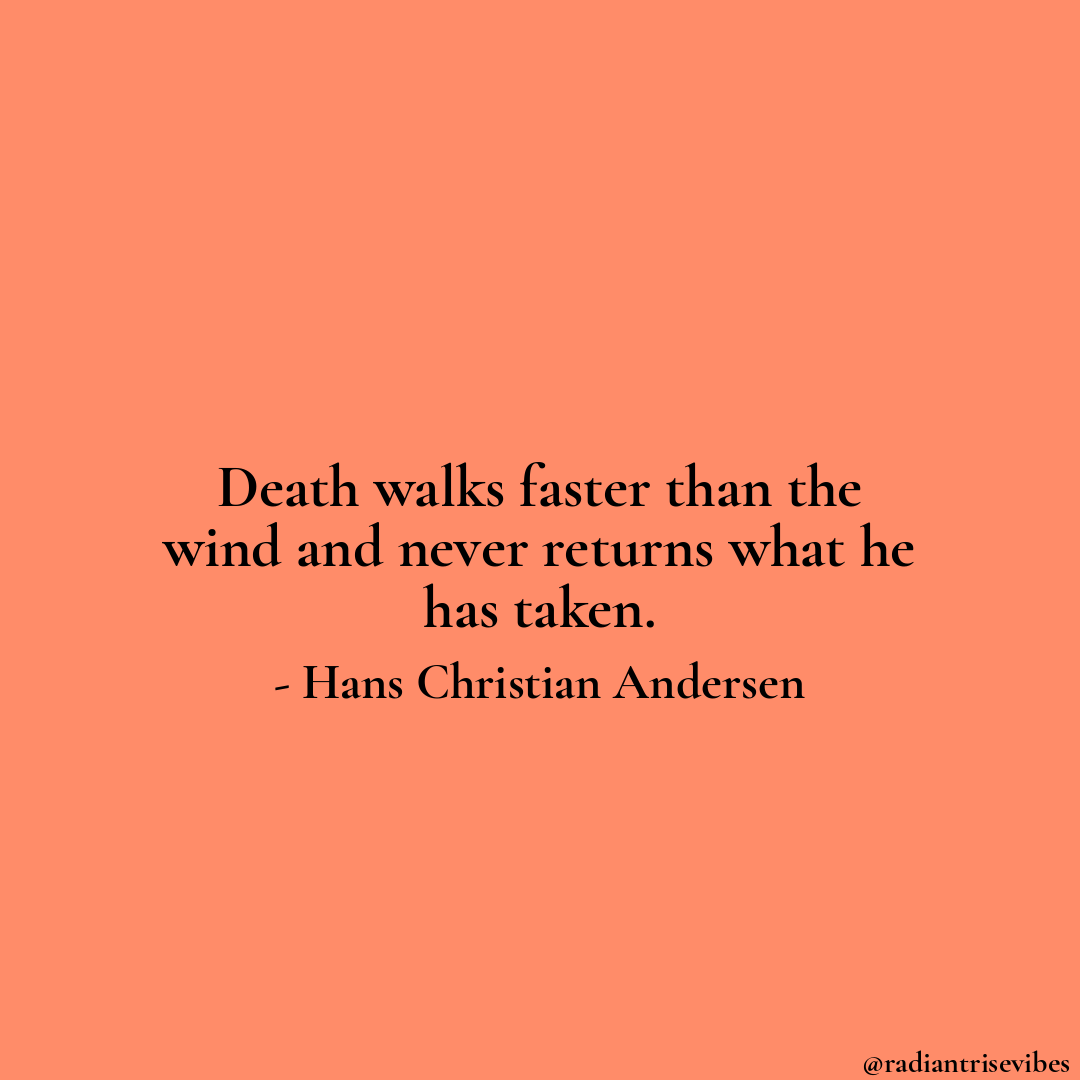 Death walks faster than the
wind and never returns what he
has taken.
- Hans Christian Andersen
@radiantrisevibes